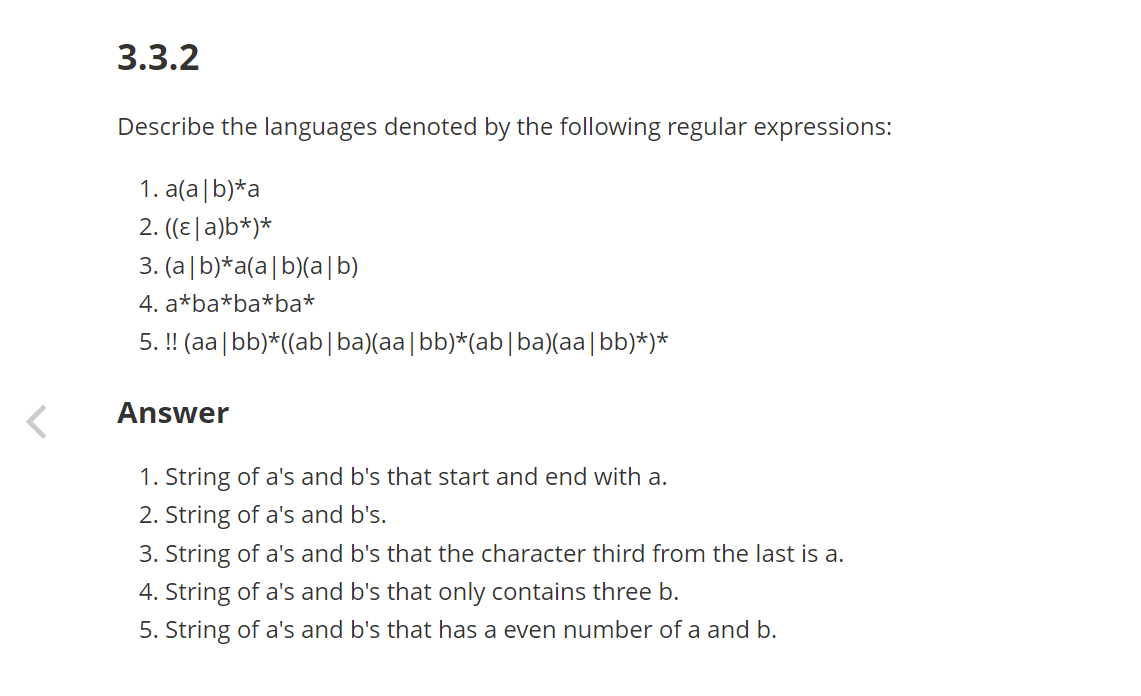 3.3.2
Describe the languages denoted by the following regular expressions:
1. a(a|b)*a
2. ((ε|a)b*)*
3. (a|b)*a(a|b)(a|b)
4. a*ba*ba*ba*
5. !! (aa|bb)*((ab|ba)(aa|bb)*(ab|ba)(aa|bb)*)*
Answer
1. String of a's and b's that start and end with a.
2. String of a's and b's.
3. String of a's and b's that the character third from the last is a.
4. String of a's and b's that only contains three b.
5. String of a's and b's that has a even number of a and b.